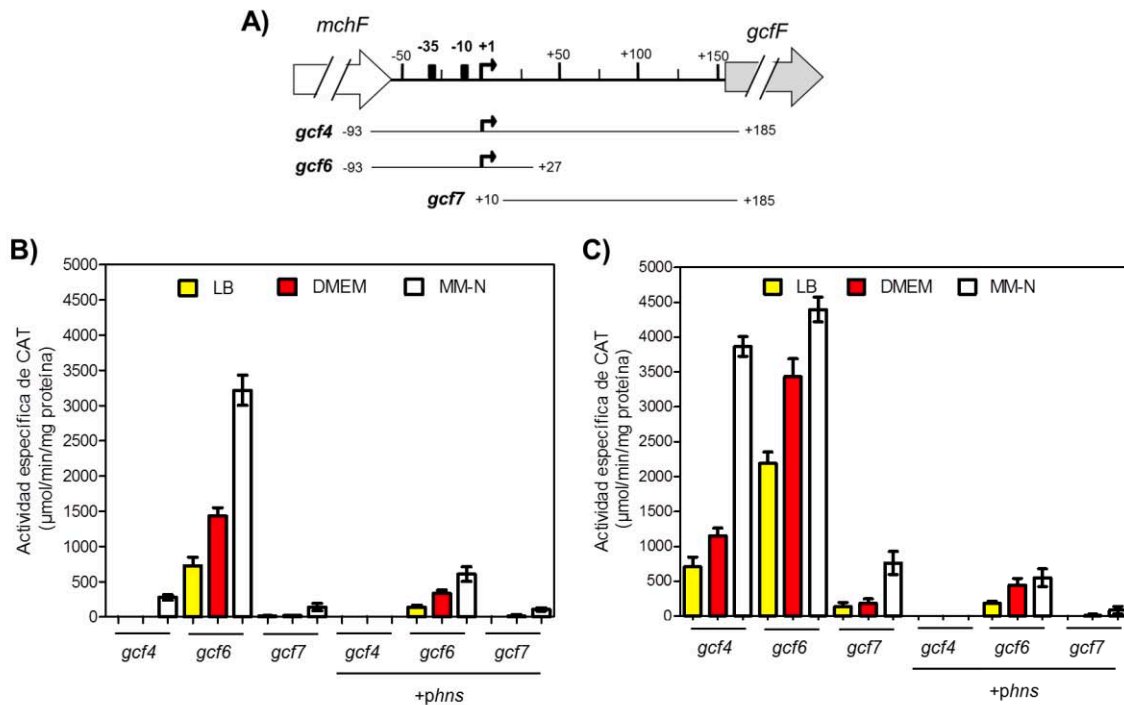 A)
mchF
gcfF
-35 -10 +1
-50 +50 +100 +150
gcf4 -93 +185
gcf6 -93 +27
gcf7 +10 +185
B)
Actividad específica de CAT
(µmol/min/mg proteína)
5000
4500
4000
3500
3000
2500
2000
1500
1000
500
0
LB DMEM MM-N
gcf4 gcf6 gcf7 gcf4 gcf6 gcf7
+phns
C)
Actividad específica de CAT
(µmol/min/mg proteína)
5000
4500
4000
3500
3000
2500
2000
1500
1000
500
0
LB DMEM MM-N
gcf4 gcf6 gcf7 gcf4 gcf6 gcf7
+phns